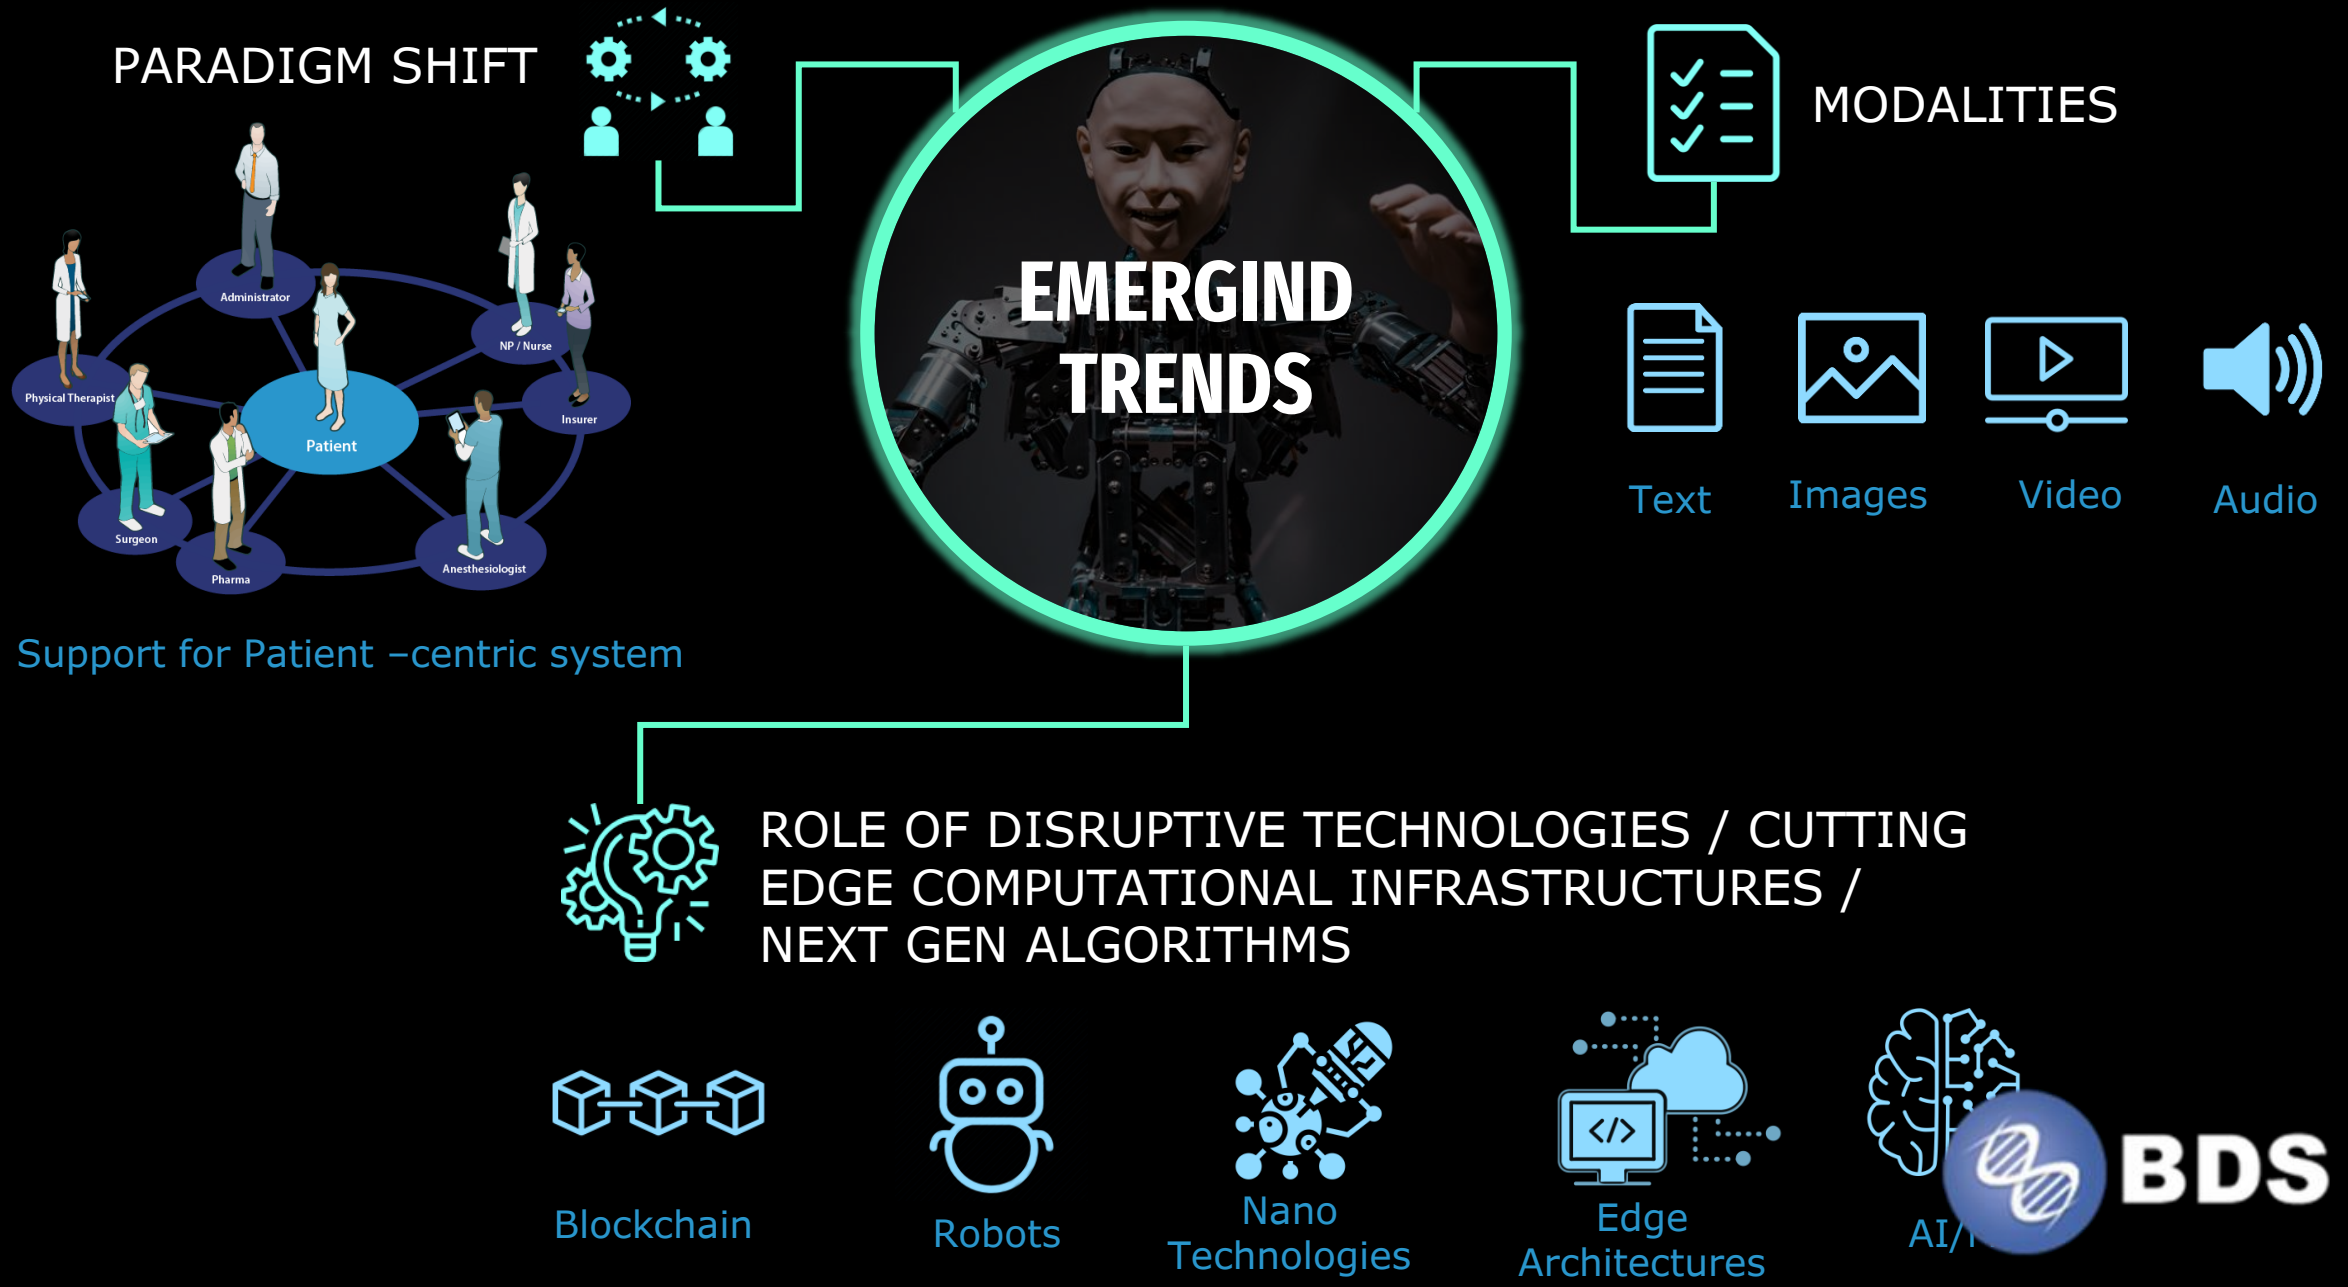 PARADIGM SHIFT
Administrator
NP / Nurse
Physical Therapist
Insurer
Patient
Surgeon
Pharma
Anesthesiologist
Support for Patient –centric system
EMERGIND
TRENDS
MODALITIES
Text
Images
Video
Audio
ROLE OF DISRUPTIVE TECHNOLOGIES / CUTTING
EDGE COMPUTATIONAL INFRASTRUCTURES /
NEXT GEN ALGORITHMS
</>
Blockchain
Robots
Nano
Technologies
Edge
Architectures
BDS